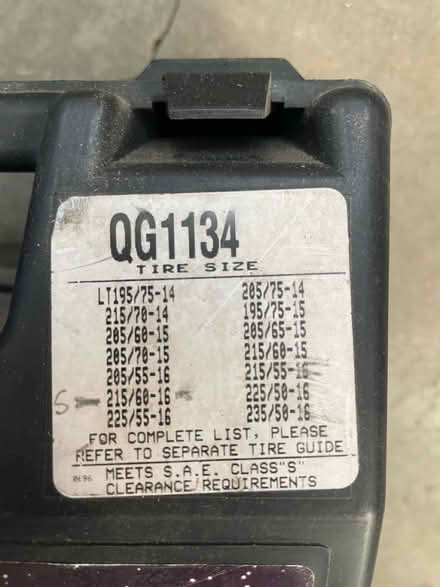 QG1134
TIRE SIZE
LT195/75-14 205/75-14
215/70-14 195/75-15
205/60-15 205/65-15
205/70-15 215/60-15
205/55-16 215/55-16
S 215/60-16 225/50-16
225/55-16 235/50-16
FOR COMPLETE LIST, PLEASE
REFER TO SEPARATE TIRE GUIDE
MEETS S.A.E. CLASS"S"
CLEARANCE REQUIREMENTS